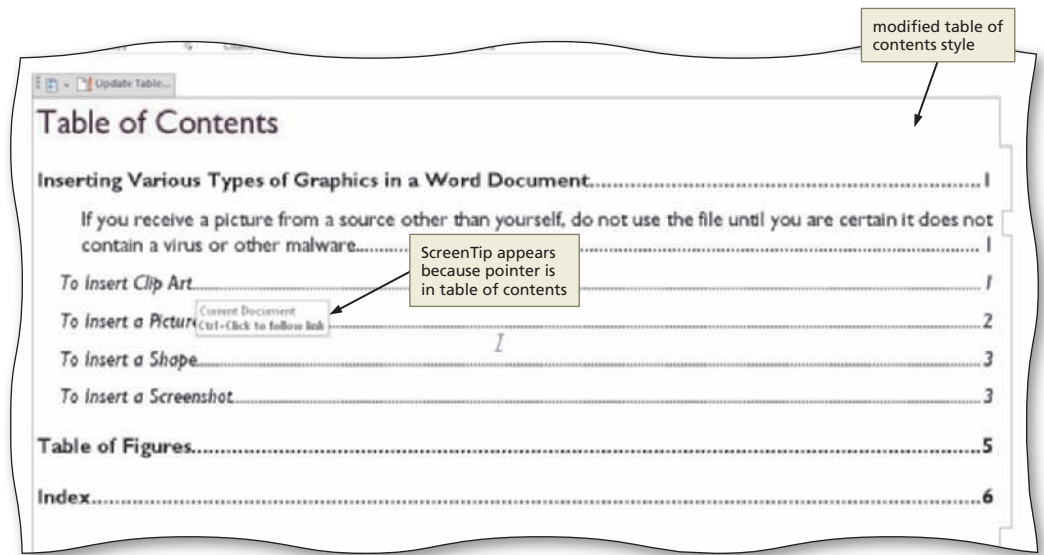 modified table of
contents style
Update Table...
Table of Contents
Inserting Various Types of Graphics in a Word Document 1
If you receive a picture from a source other than yourself, do not use the file until you are certain it does not
contain a virus or other malware 1
ScreenTip appears
because pointer is
in table of contents
To Insert Clip Art 1
Current Document
Ctrl+Click to follow link
To Insert a Picture 2
To Insert a Shape 3
To Insert a Screenshot 3
Table of Figures 5
Index 6